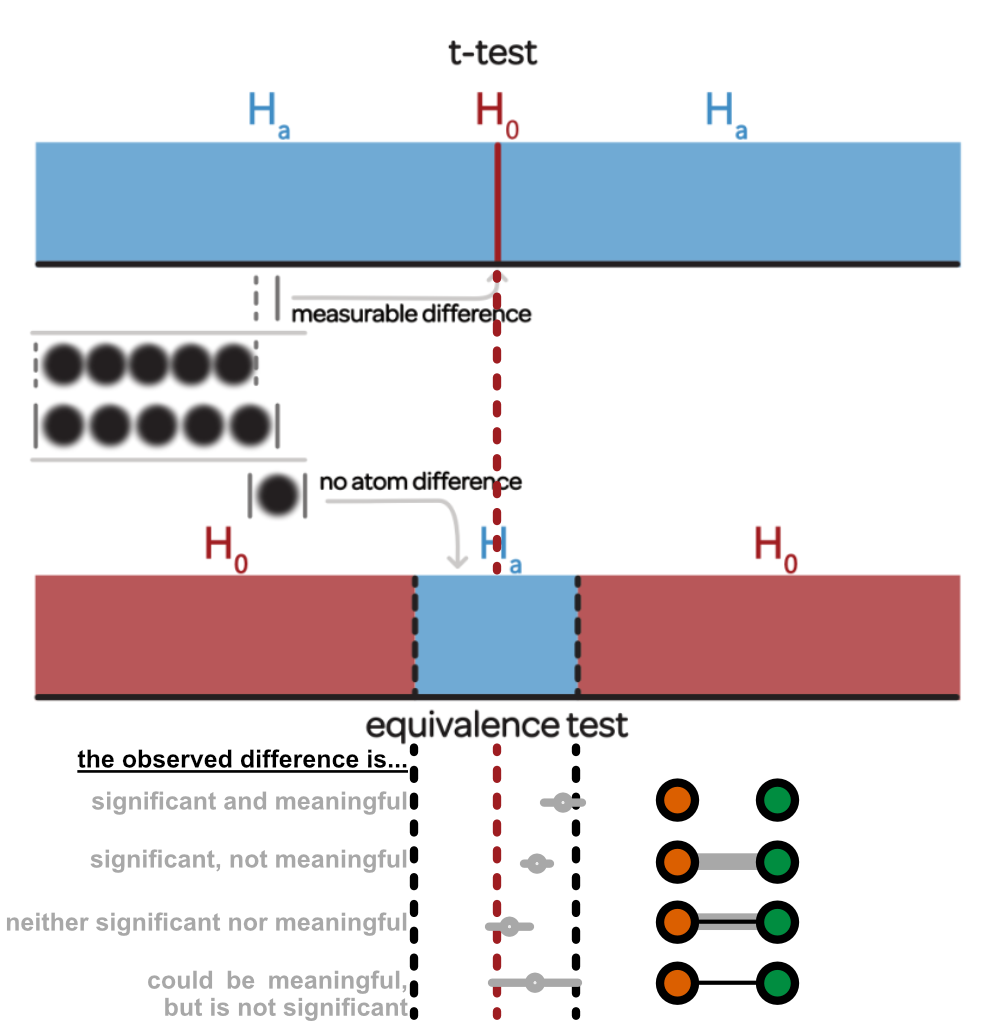 t-test
Hₐ H₀ Hₐ
measurable difference
no atom difference
H₀ Hₐ H₀
equivalence test
the observed difference is...
significant and meaningful
significant, not meaningful
neither significant nor meaningful
could be meaningful,
but is not significant